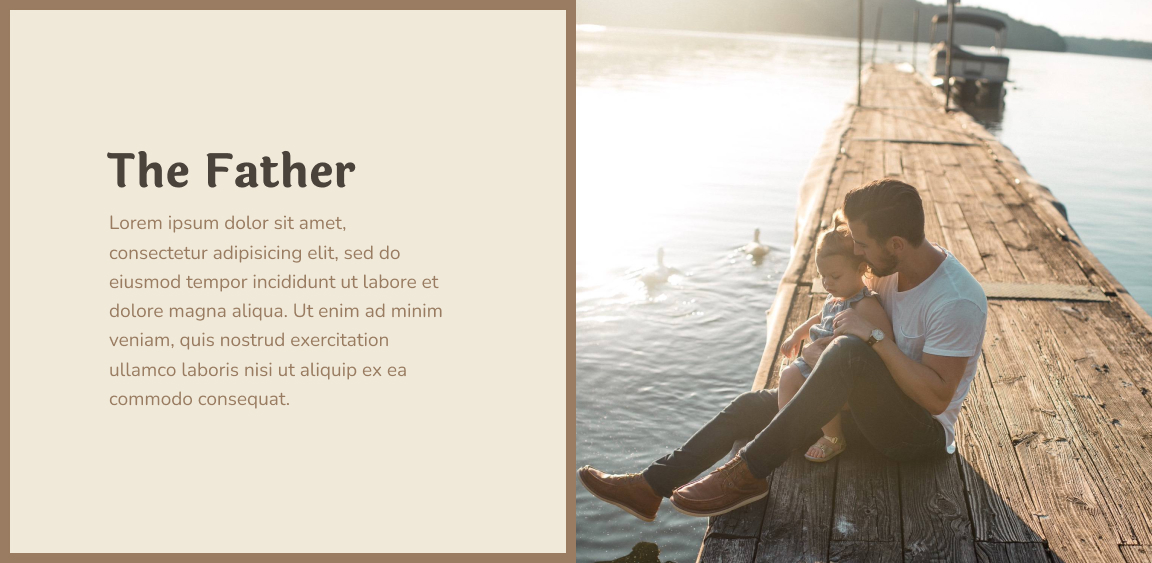 The Father
Lorem ipsum dolor sit amet,
consectetur adipisicing elit, sed do
eiusmod tempor incididunt ut labore et
dolore magna aliqua. Ut enim ad minim
veniam, quis nostrud exercitation
ullamco laboris nisi ut aliquip ex ea
commodo consequat.